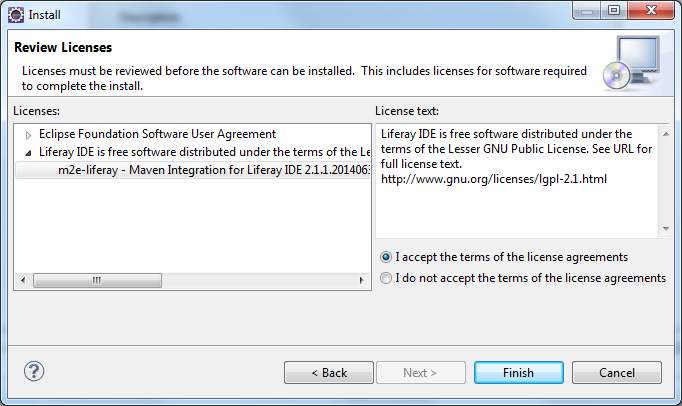 Install
Review Licenses
Licenses must be reviewed before the software can be installed. This includes licenses for software required
to complete the install.
Licenses:
Eclipse Foundation Software User Agreement
Liferay IDE is free software distributed under the terms of the Le
m2e-liferay - Maven Integration for Liferay IDE 2.1.1.201406
License text:
Liferay IDE is free software distributed under the
terms of the Lesser GNU Public License. See URL for
full license text.
http://www.gnu.org/licenses/lgpl-2.1.html
I accept the terms of the license agreements
I do not accept the terms of the license agreements
?
< Back
Next >
Finish
Cancel